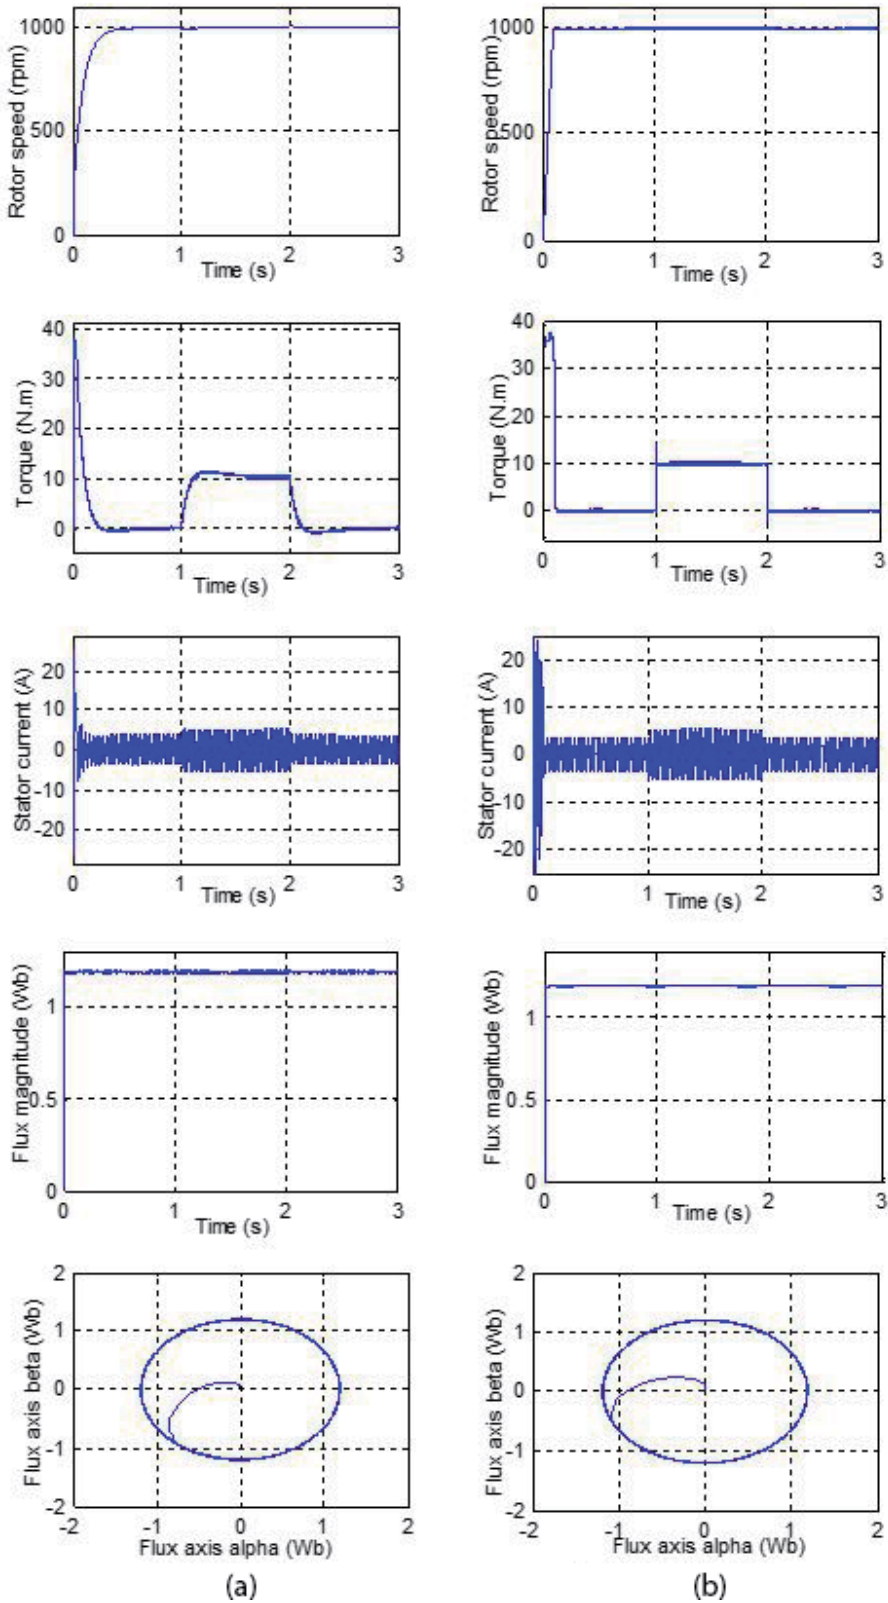 1000
500
0
Rotor speed (rpm)
0 1 2 3
Time (s)
1000
500
0
Rotor speed (rpm)
0 1 2 3
Time (s)
40
30
20
10
0
Torque (N.m)
0 1 2 3
Time (s)
40
30
20
10
0
Torque (N.m)
0 1 2 3
Time (s)
20
10
0
-10
-20
Stator current (A)
0 1 2 3
Time (s)
20
10
0
-10
-20
Stator current (A)
0 1 2 3
Time (s)
1
0.5
0
Flux magnitude (Wb)
0 1 2 3
Time (s)
1
0.5
0
Flux magnitude (Wb)
0 1 2 3
Time (s)
2
1
0
-1
-2
Flux axis beta (Wb)
-2 -1 0 1 2
Flux axis alpha (Wb)
(a)
2
1
0
-1
-2
Flux axis beta (Wb)
-2 -1 0 1 2
Flux axis alpha (Wb)
(b)